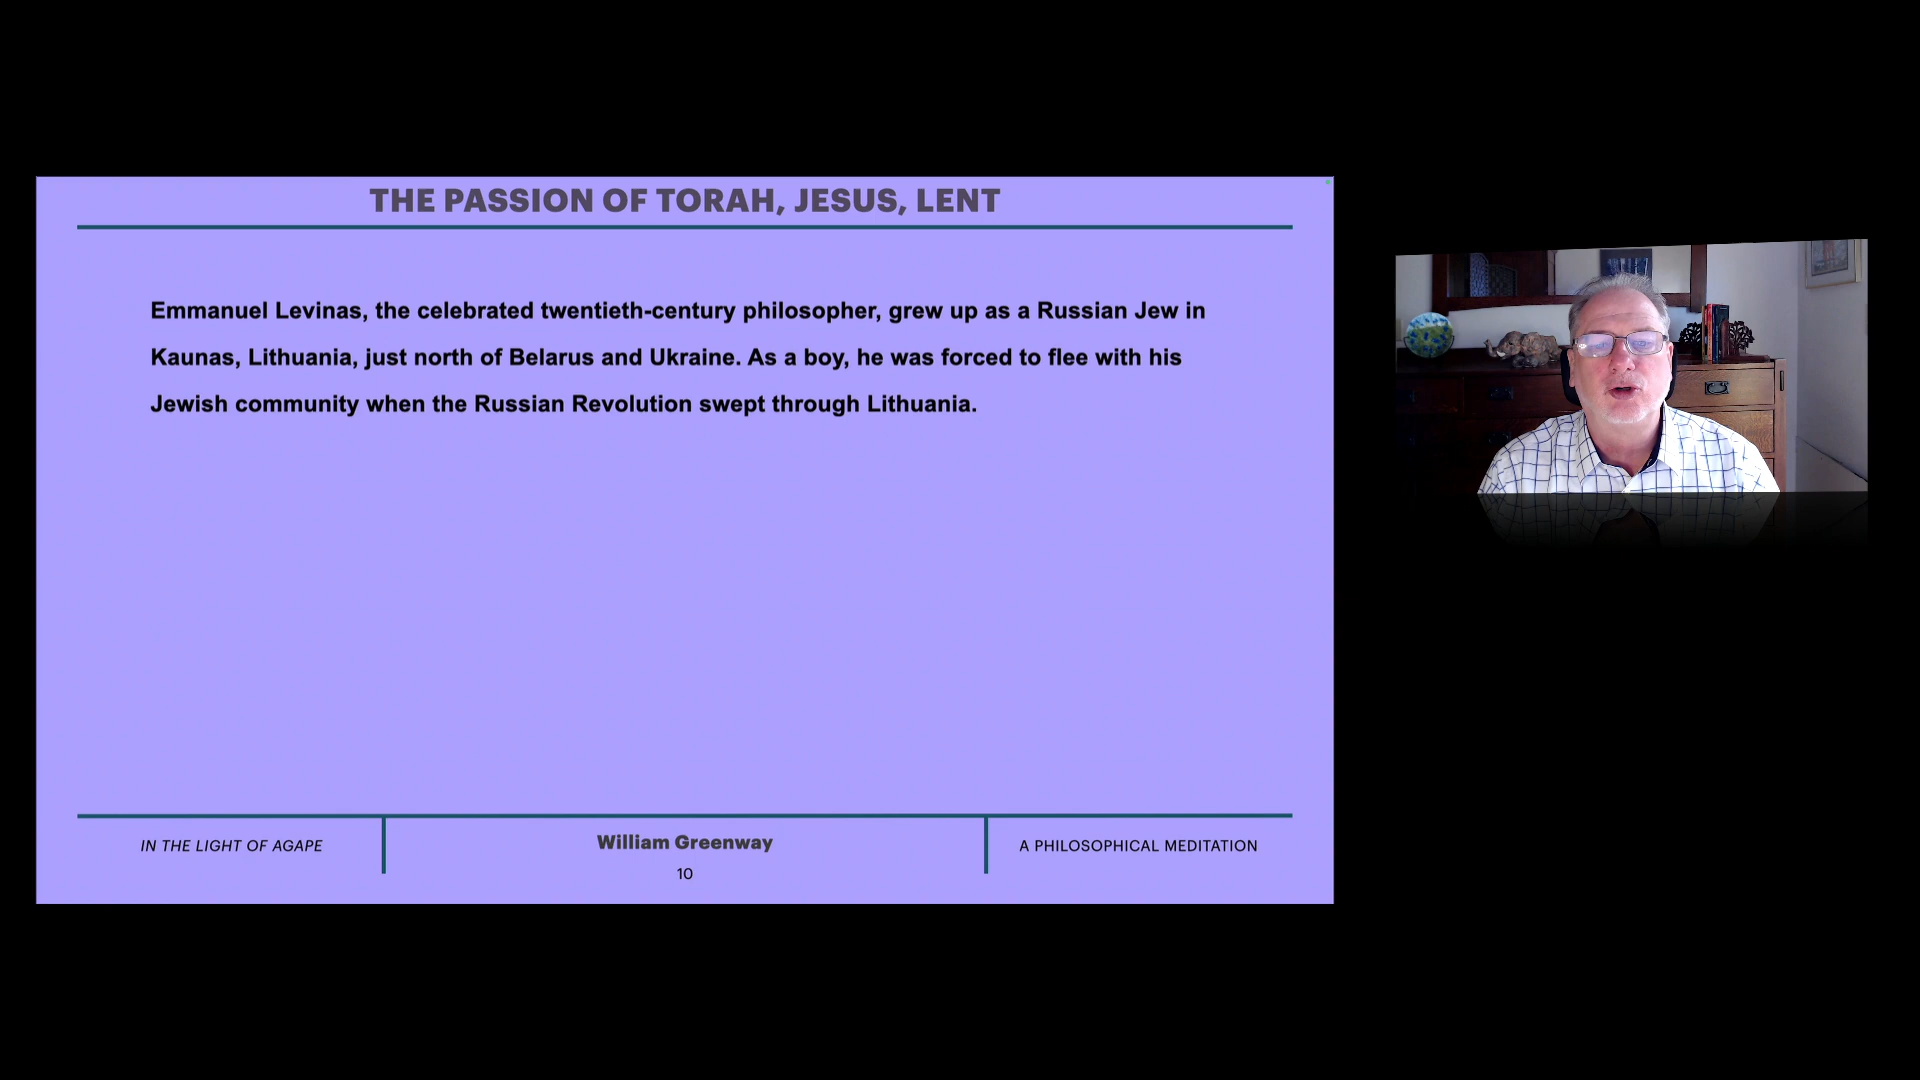 THE PASSION OF TORAH, JESUS, LENT
Emmanuel Levinas, the celebrated twentieth-century philosopher, grew up as a Russian Jew in
Kaunas, Lithuania, just north of Belarus and Ukraine. As a boy, he was forced to flee with his
Jewish community when the Russian Revolution swept through Lithuania.
IN THE LIGHT OF AGAPE
William Greenway
10
A PHILOSOPHICAL MEDITATION